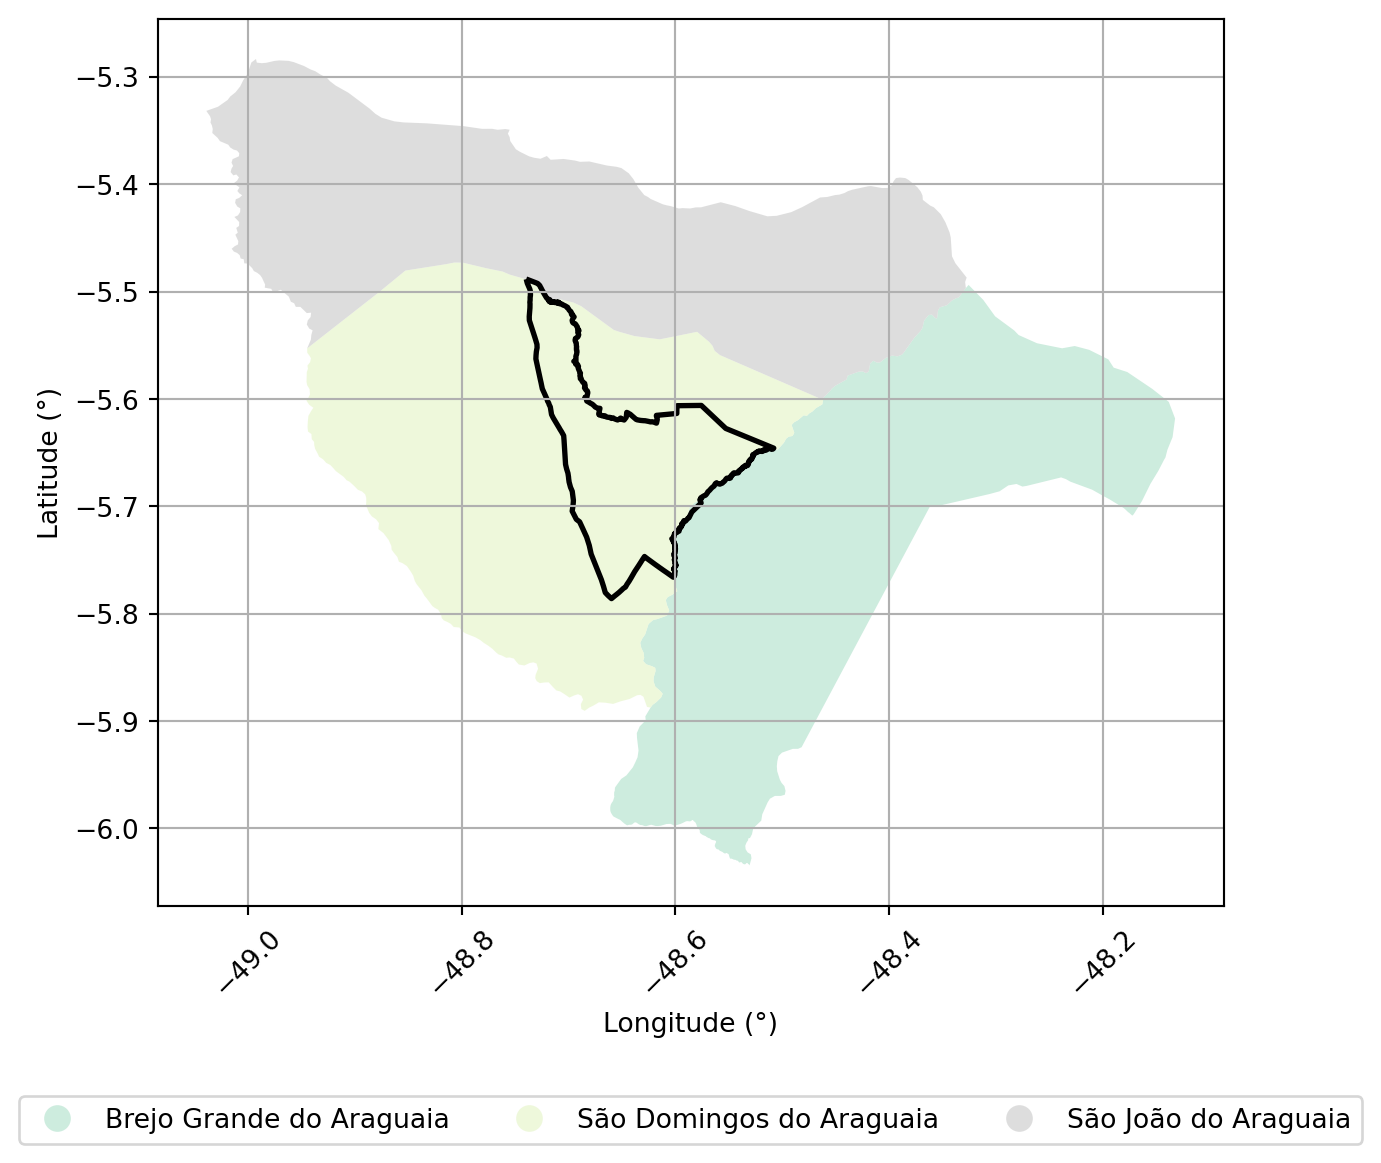 −5.3
−5.4
−5.5
−5.6
−5.7
−5.8
−5.9
−6.0
Latitude (°)
−49.0
−48.8
−48.6
−48.4
−48.2
Longitude (°)
Brejo Grande do Araguaia
São Domingos do Araguaia
São João do Araguaia